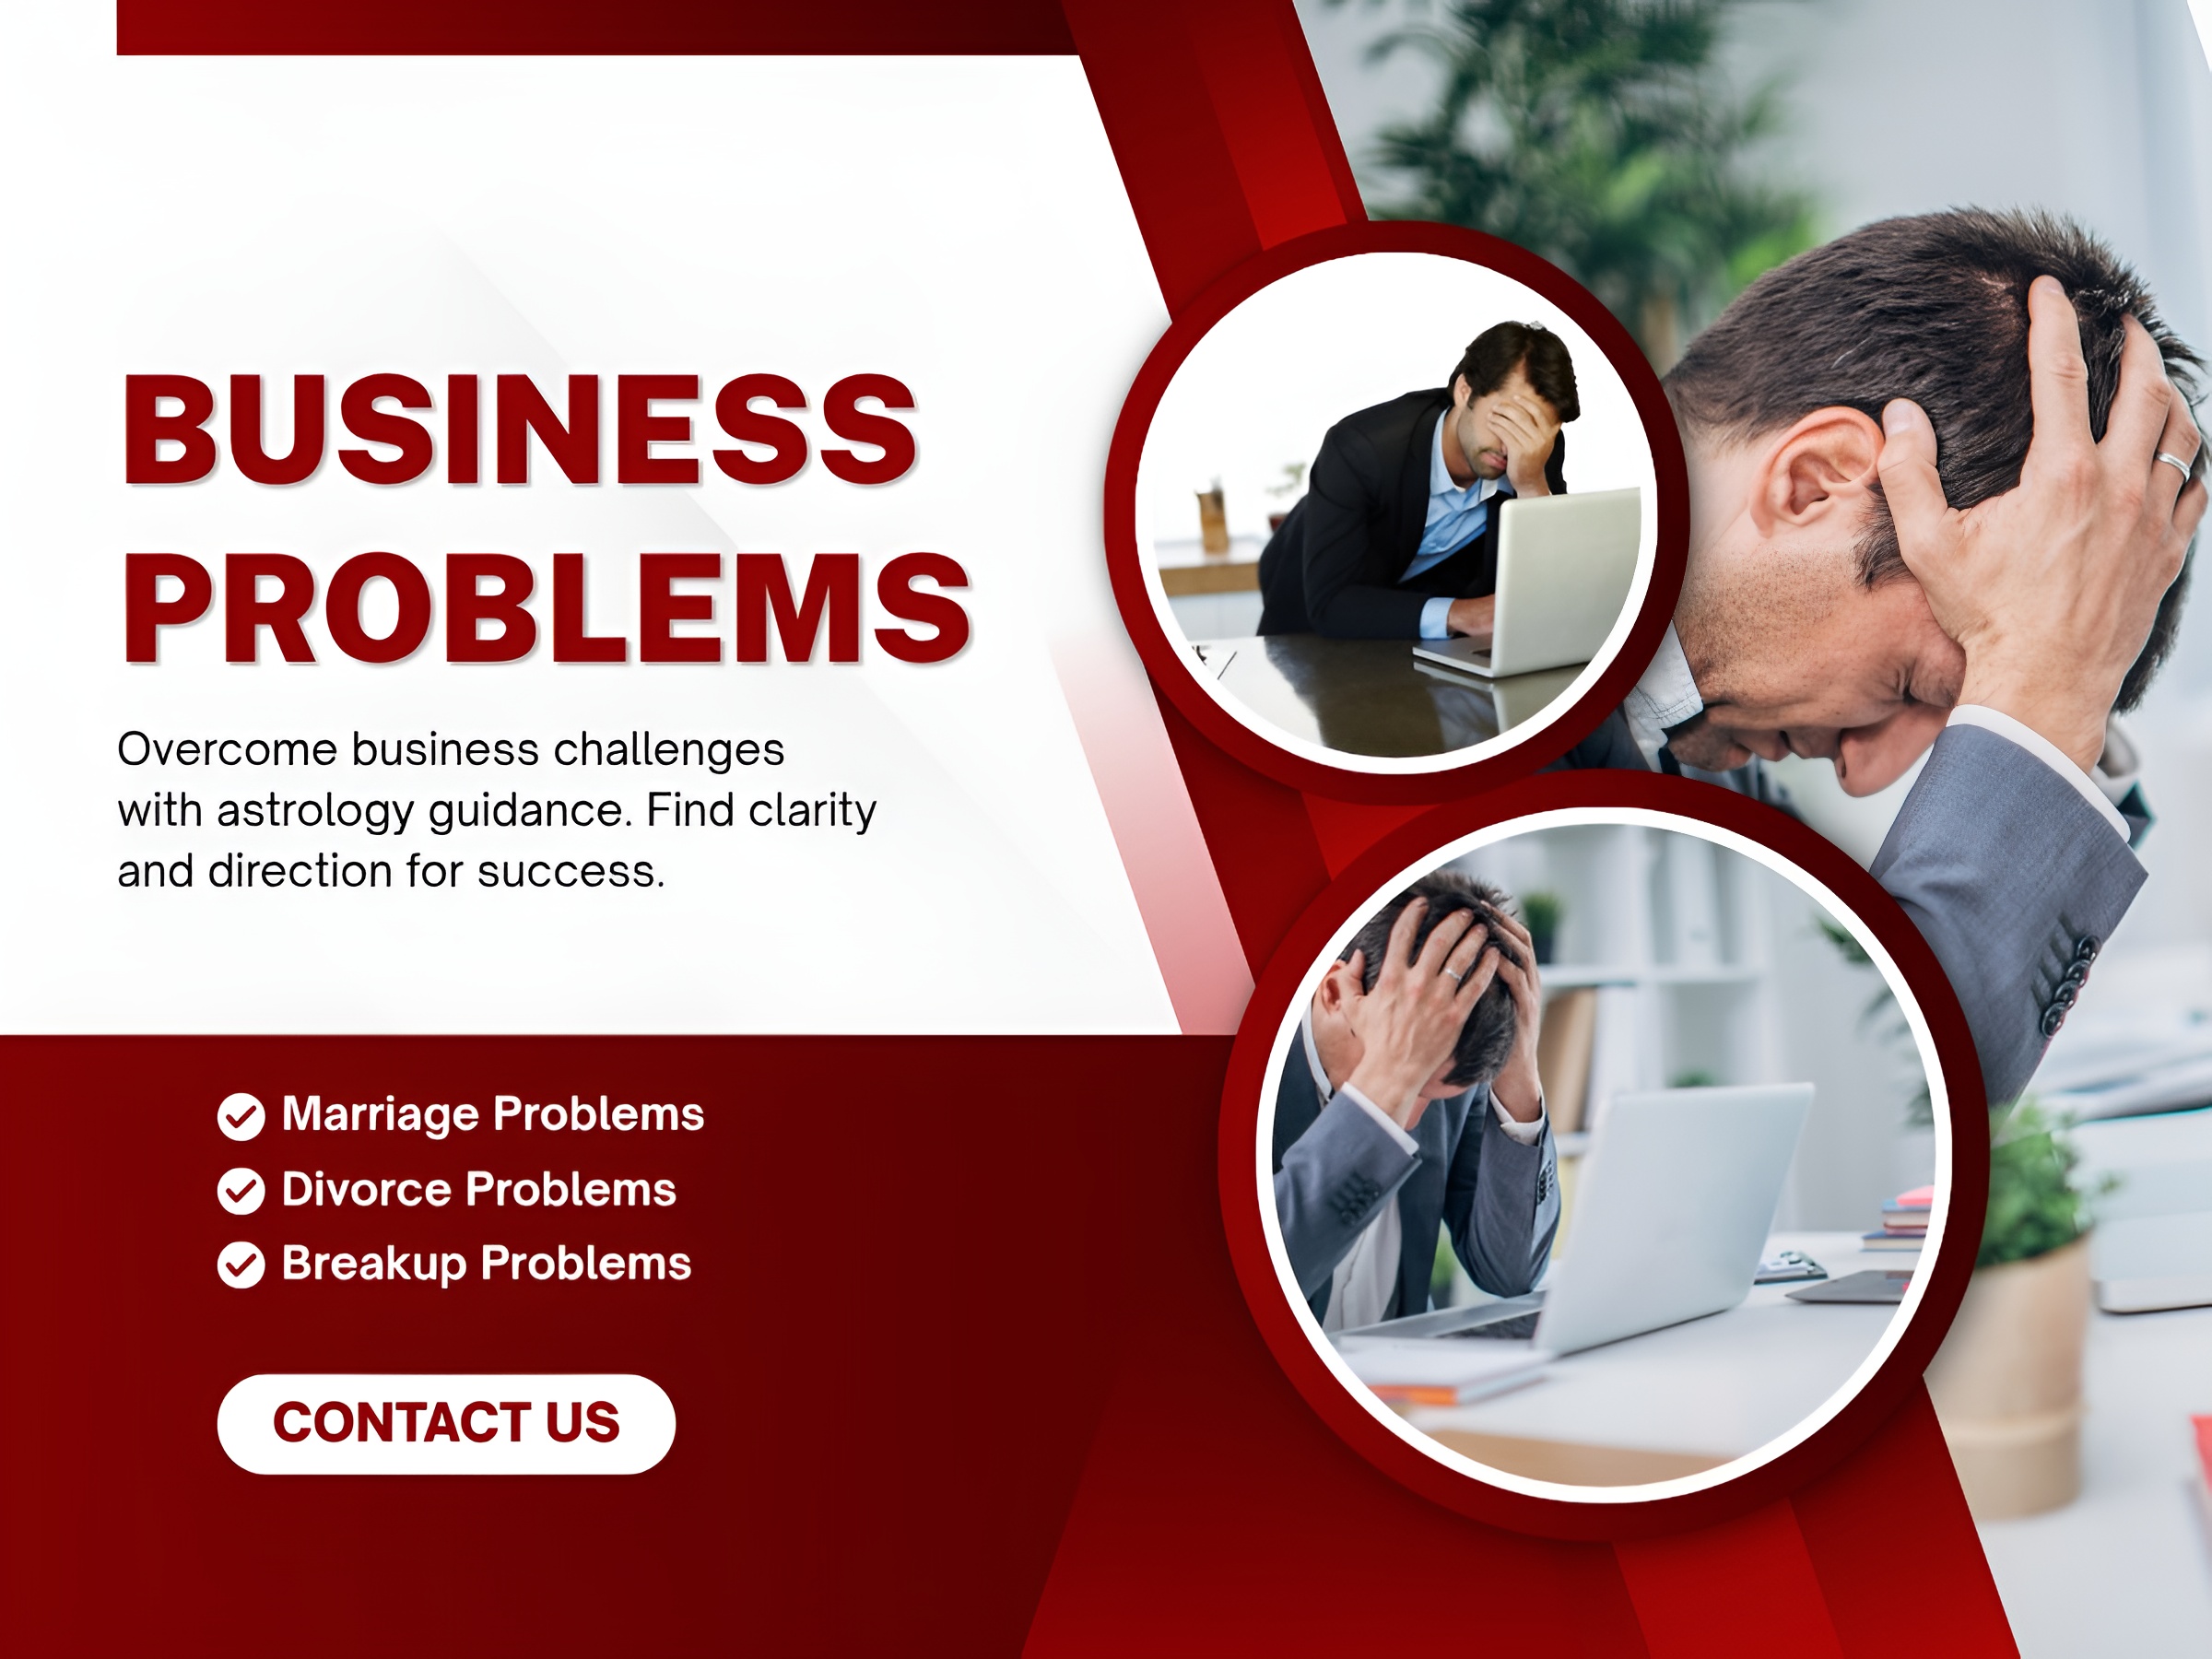 BUSINESS
PROBLEMS
Overcome business challenges
with astrology guidance. Find clarity
and direction for success.
Marriage Problems
Divorce Problems
Breakup Problems
CONTACT US